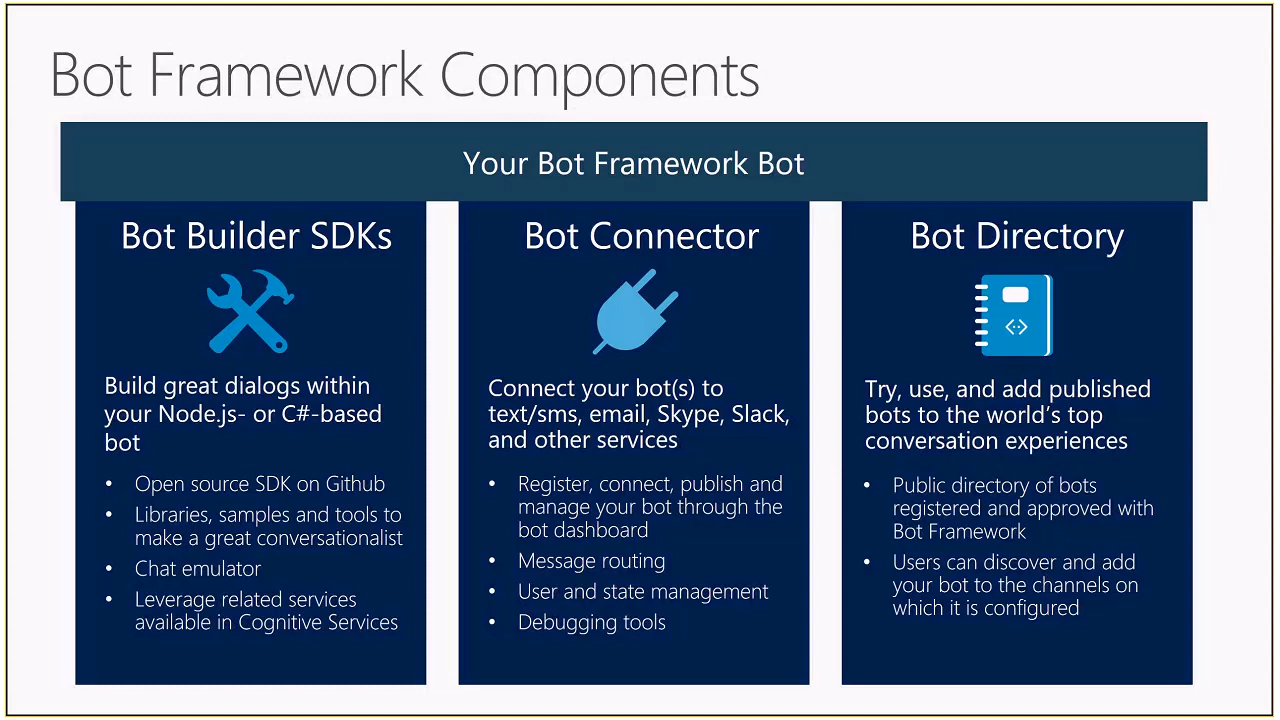 Bot Framework Components
Your Bot Framework Bot
Bot Builder SDKs
Build great dialogs within
your Node.js- or C#-based
bot
• Open source SDK on Github
• Libraries, samples and tools to
make a great conversationalist
• Chat emulator
• Leverage related services
available in Cognitive Services
Bot Connector
Connect your bot(s) to
text/sms, email, Skype, Slack,
and other services
• Register, connect, publish and
manage your bot through the
bot dashboard
• Message routing
• User and state management
• Debugging tools
Bot Directory
Try, use, and add published
bots to the world's top
conversation experiences
• Public directory of bots
registered and approved with
Bot Framework
• Users can discover and add
your bot to the channels on
which it is configured